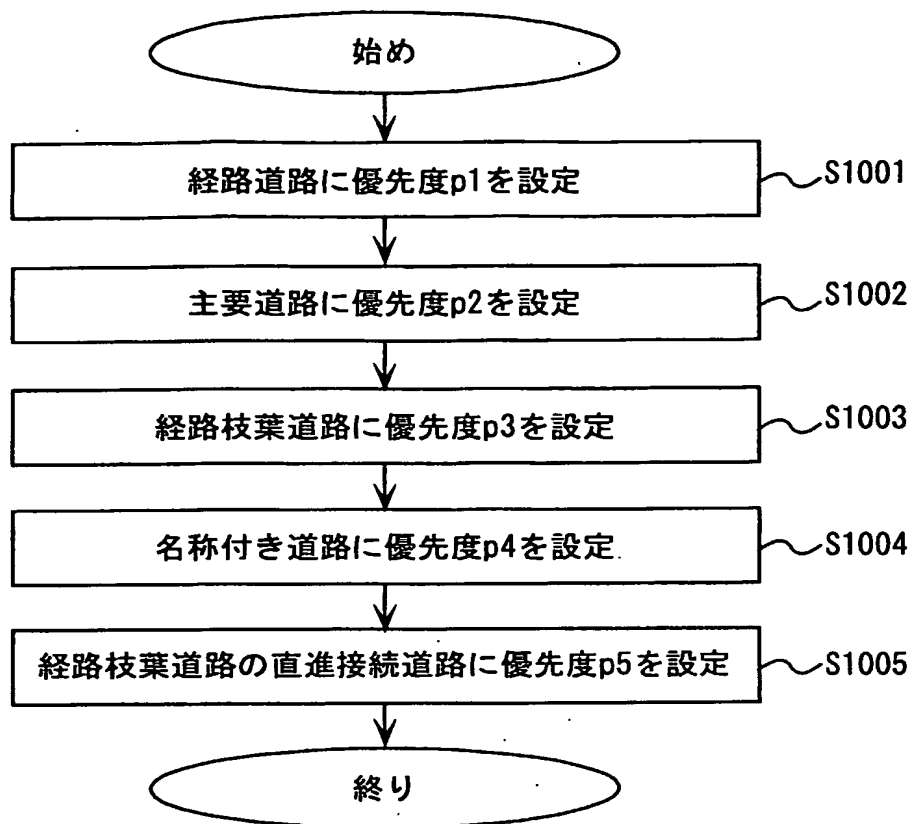 始め
経路道路に優先度p1を設定
S1001
主要道路に優先度p2を設定
S1002
経路枝葉道路に優先度p3を設定
S1003
名称付き道路に優先度p4を設定
S1004
経路枝葉道路の直進接続道路に優先度p5を設定
S1005
終り